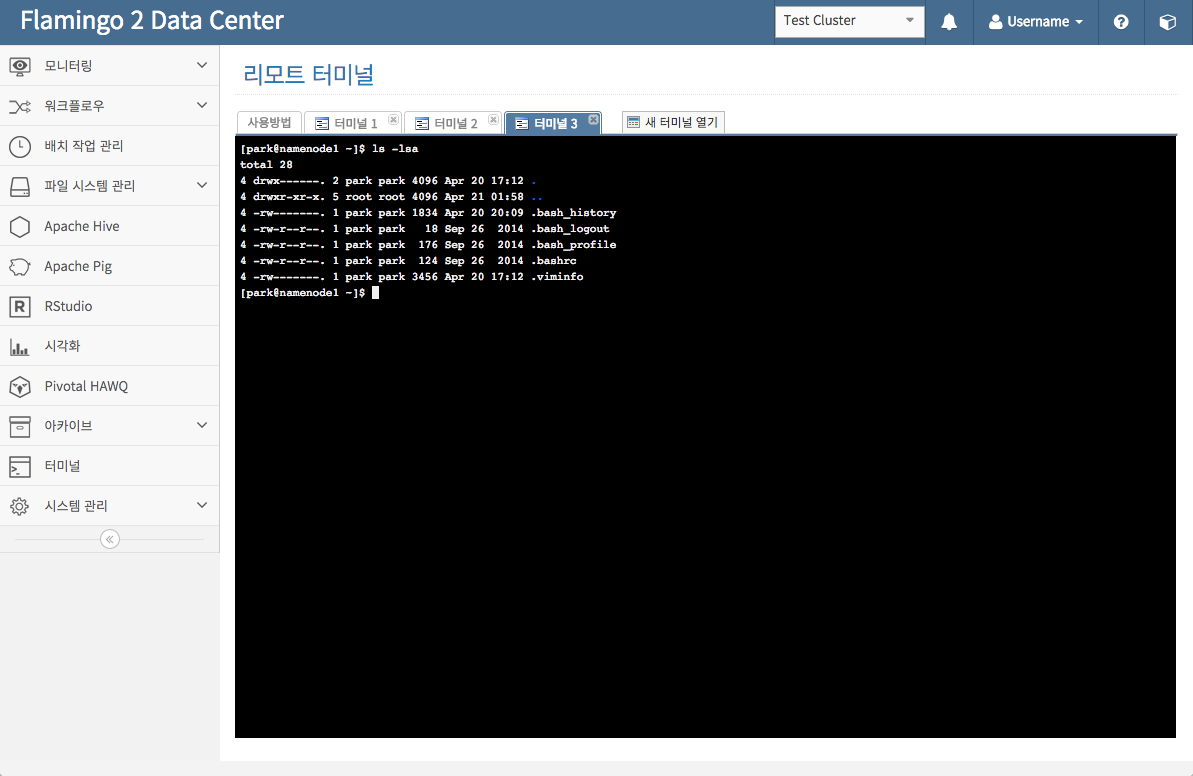 Flamingo 2 Data Center
Test Cluster
Username
모니터링
워크플로우
배치 작업 관리
파일 시스템 관리
Apache Hive
Apache Pig
RStudio
시각화
Pivotal HAWQ
아카이브
터미널
시스템 관리
리모트 터미널
사용방법 터미널 1 터미널 2 터미널 3 새 터미널 열기
[park@namenode1 ~]$ ls -lsa
total 28
4 drwx------. 2 park park 4096 Apr 20 17:12 .
4 drwxr-xr-x. 5 root root 4096 Apr 21 01:58 ..
4 -rw-------. 1 park park 1834 Apr 20 20:09 .bash_history
4 -rw-r--r--. 1 park park   18 Sep 26  2014 .bash_logout
4 -rw-r--r--. 1 park park  176 Sep 26  2014 .bash_profile
4 -rw-r--r--. 1 park park  124 Sep 26  2014 .bashrc
4 -rw-------. 1 park park 3456 Apr 20 17:12 .viminfo
[park@namenode1 ~]$